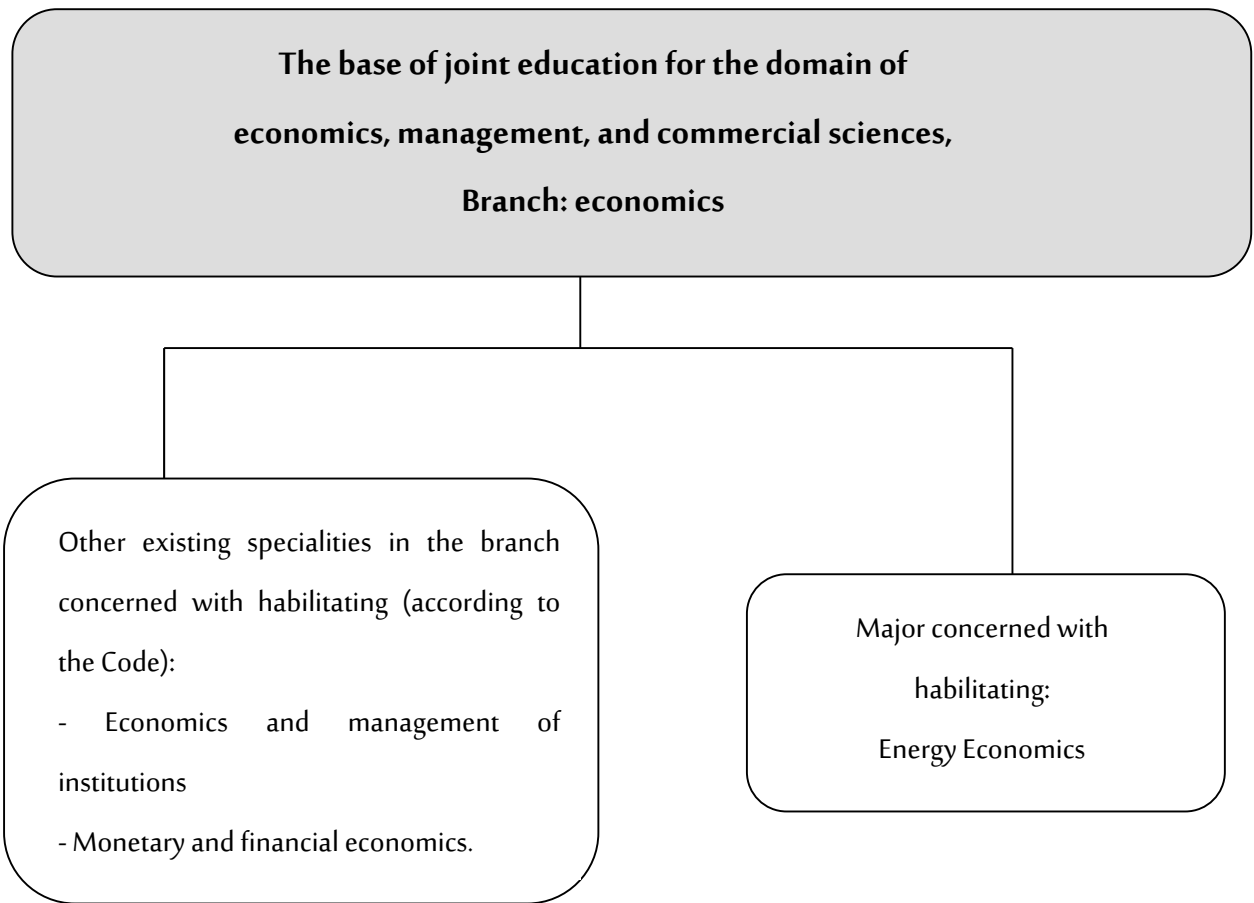 The base of joint education for the domain of
economics, management, and commercial sciences,
Branch: economics
Other existing specialities in the branch
concerned with habilitating (according to
the Code):
- Economics and management of
institutions
- Monetary and financial economics.
Major concerned with
habilitating:
Energy Economics